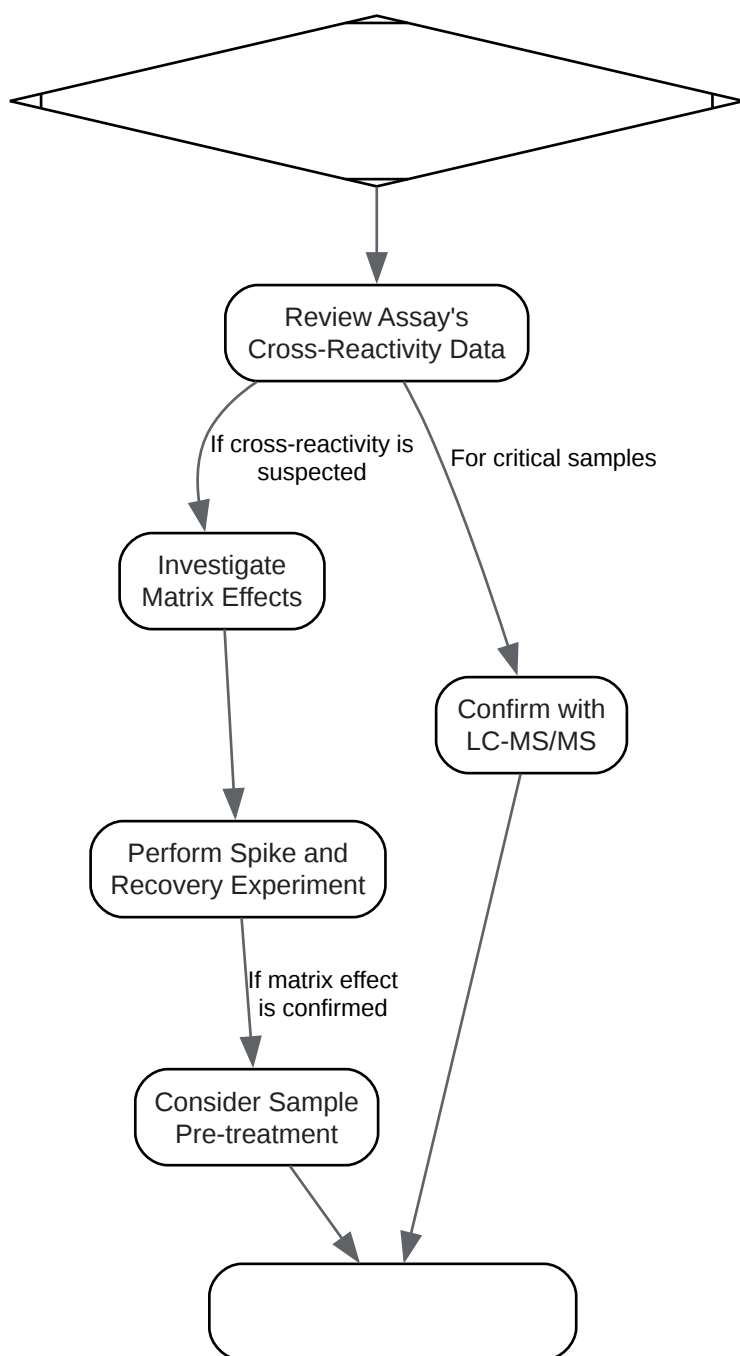 Review Assay's
Cross-Reactivity Data
If cross-reactivity is
suspected
For critical samples
Investigate
Matrix Effects
Confirm with
LC-MS/MS
Perform Spike and
Recovery Experiment
If matrix effect
is confirmed
Consider Sample
Pre-treatment